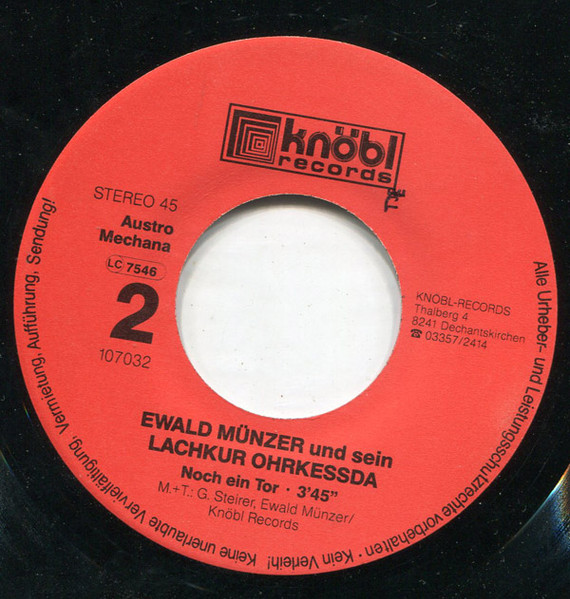 knöbl
records
STEREO 45
Austro
Mechana
LC 7546
2
107032
KNÖBL-RECORDS
Thalberg 4
8241 Dechantskirchen
☎ 03357/2414
EWALD MÜNZER und sein
LACHKUR OHRKESSDA
Noch ein Tor · 3'45"
M.+T.: G. Steirer, Ewald Münzer/
Knöbl Records
Alle Urheber- und Leistungsschutzrechte vorbehalten · Kein Verleih! · Keine unerlaubte Vervielfältigung, Vermietung, Aufführung, Sendung!